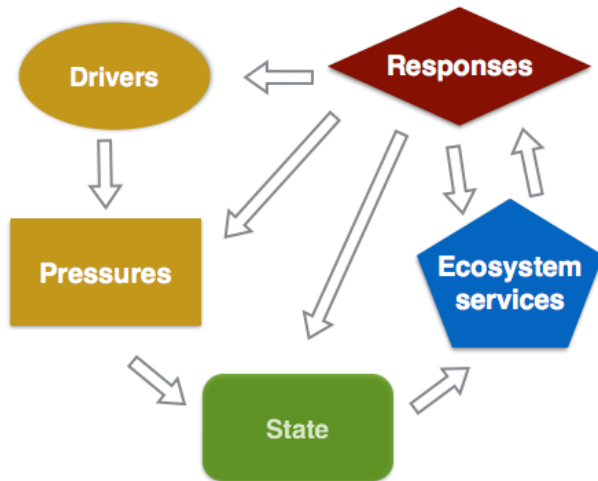 Drivers
Responses
Pressures
Ecosystem
services
State